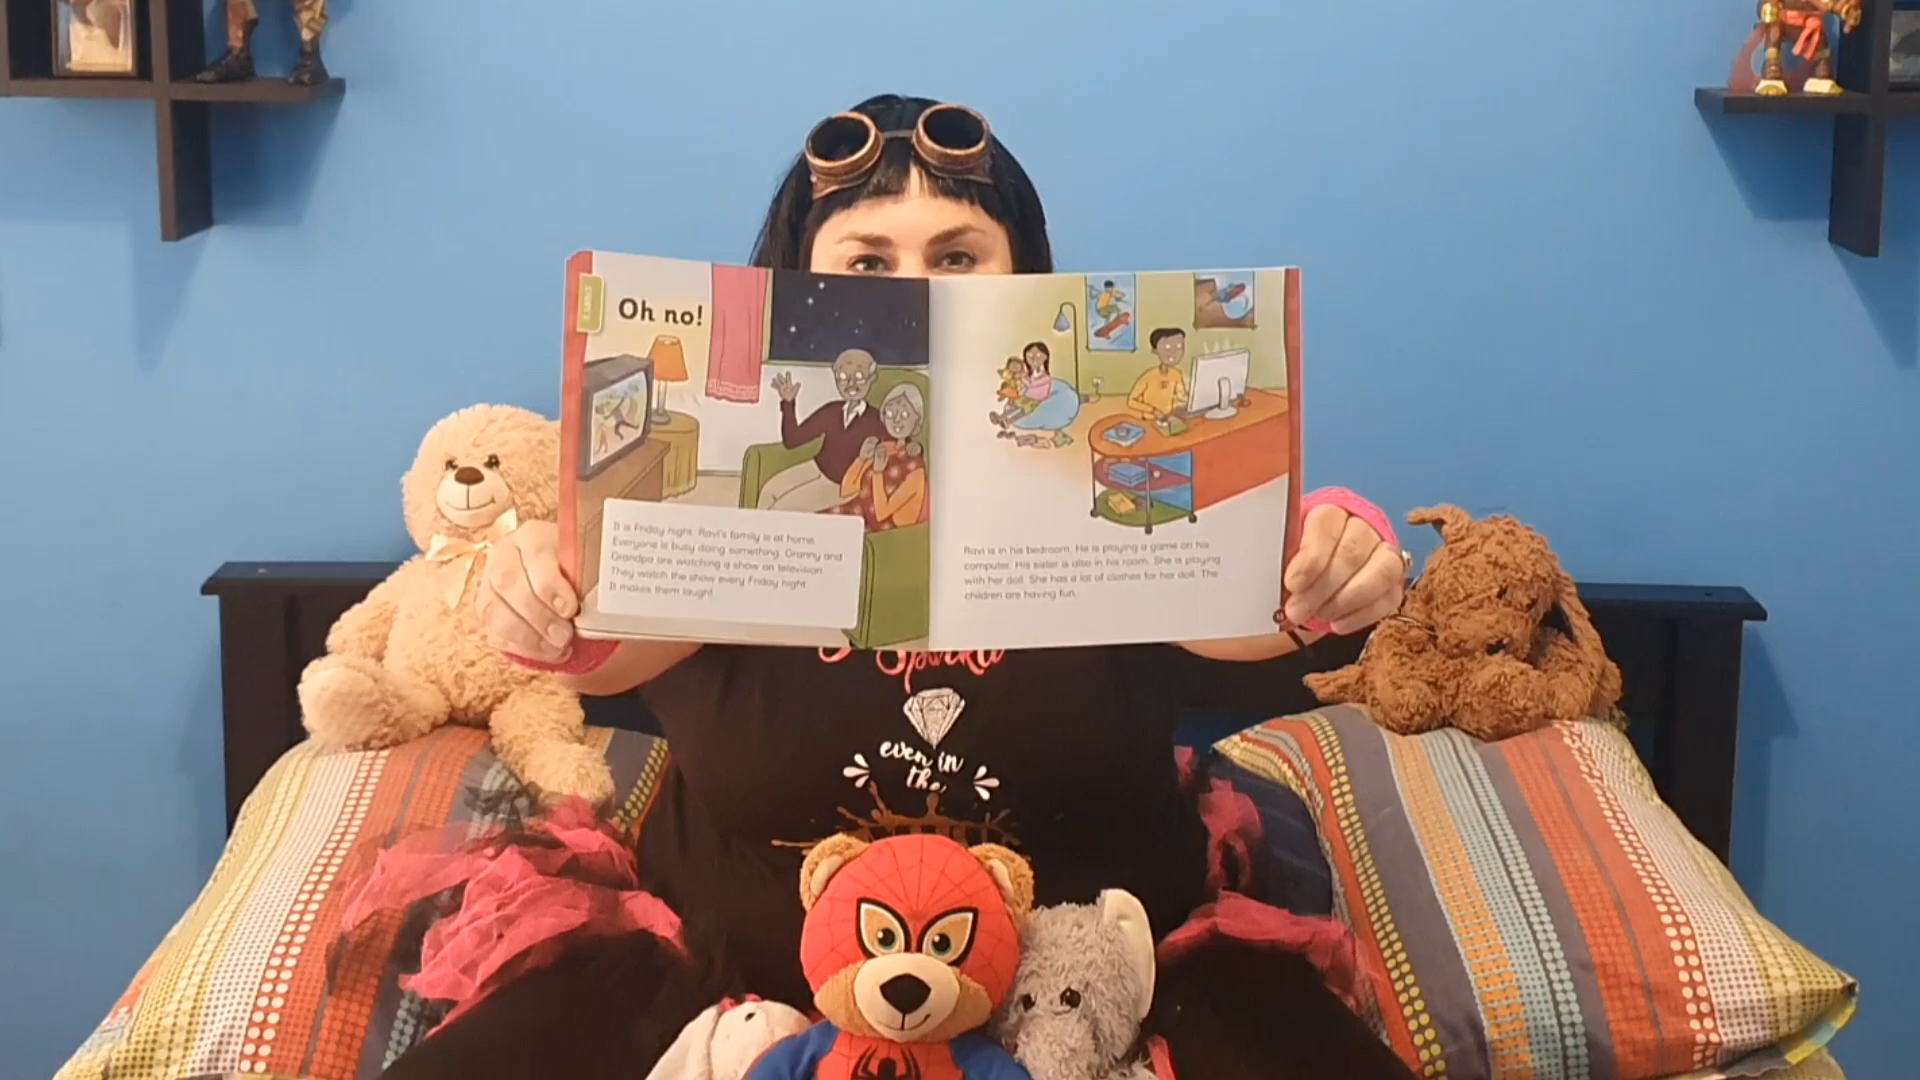 Oh no!
It is Friday night. Ravi's family is at home.
Everyone is busy doing something. Granny and
Grandpa are watching a show on television.
They watch the show every Friday night.
It makes them laugh!
Ravi is in his bedroom. He is playing a game on his
computer. His sister is also in his room. She is playing
with her doll. She has a lot of clothes for her doll. The
children are having fun.
Sparkle
even in
the